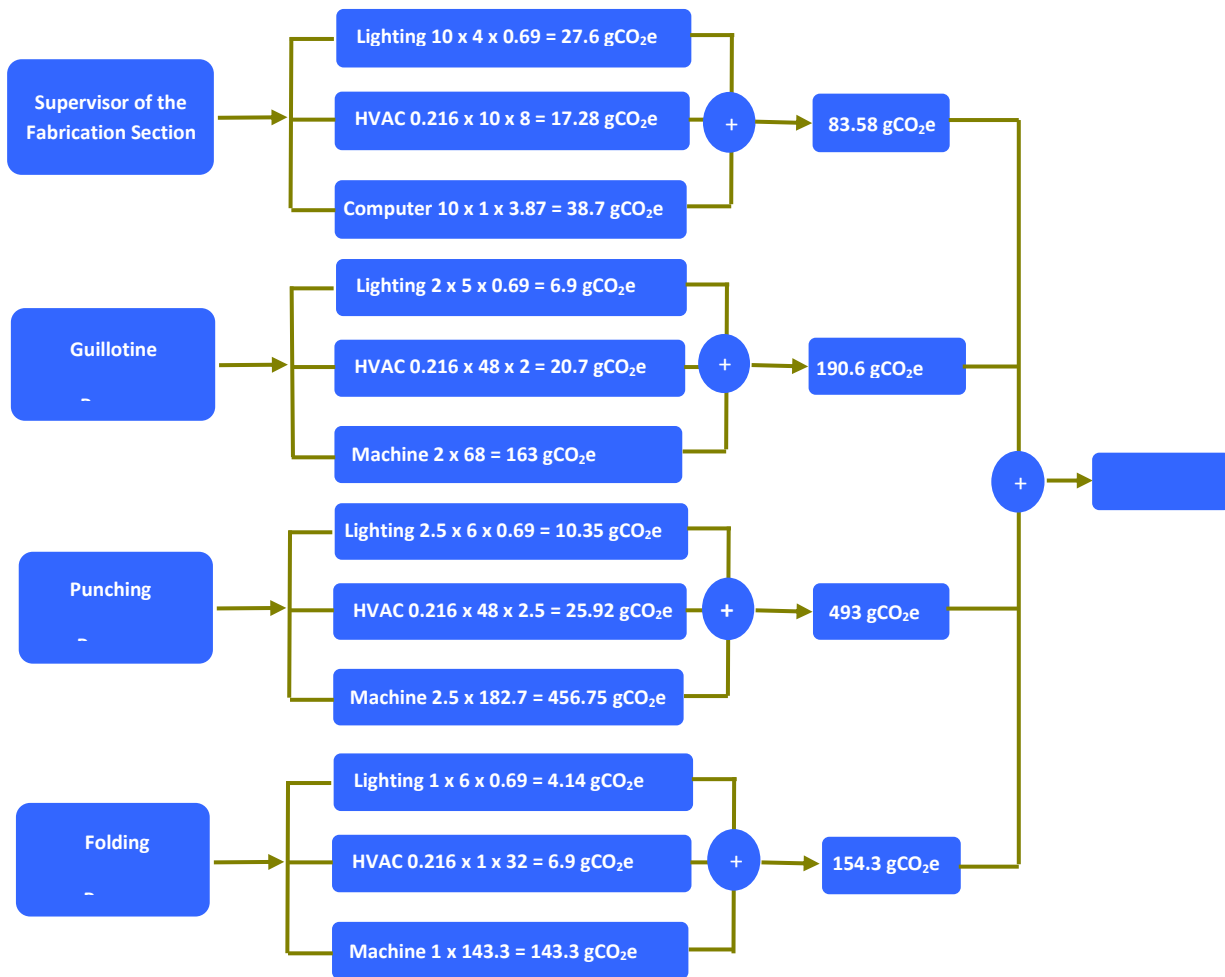 Supervisor of the
Fabrication Section
Lighting 10 x 4 x 0.69 = 27.6 gCO₂e
HVAC 0.216 x 10 x 8 = 17.28 gCO₂e
Computer 10 x 1 x 3.87 = 38.7 gCO₂e
+
83.58 gCO₂e
Guillotine
Lighting 2 x 5 x 0.69 = 6.9 gCO₂e
HVAC 0.216 x 48 x 2 = 20.7 gCO₂e
Machine 2 x 68 = 163 gCO₂e
+
190.6 gCO₂e
+
Punching
Lighting 2.5 x 6 x 0.69 = 10.35 gCO₂e
HVAC 0.216 x 48 x 2.5 = 25.92 gCO₂e
Machine 2.5 x 182.7 = 456.75 gCO₂e
+
493 gCO₂e
Folding
Lighting 1 x 6 x 0.69 = 4.14 gCO₂e
HVAC 0.216 x 1 x 32 = 6.9 gCO₂e
Machine 1 x 143.3 = 143.3 gCO₂e
+
154.3 gCO₂e